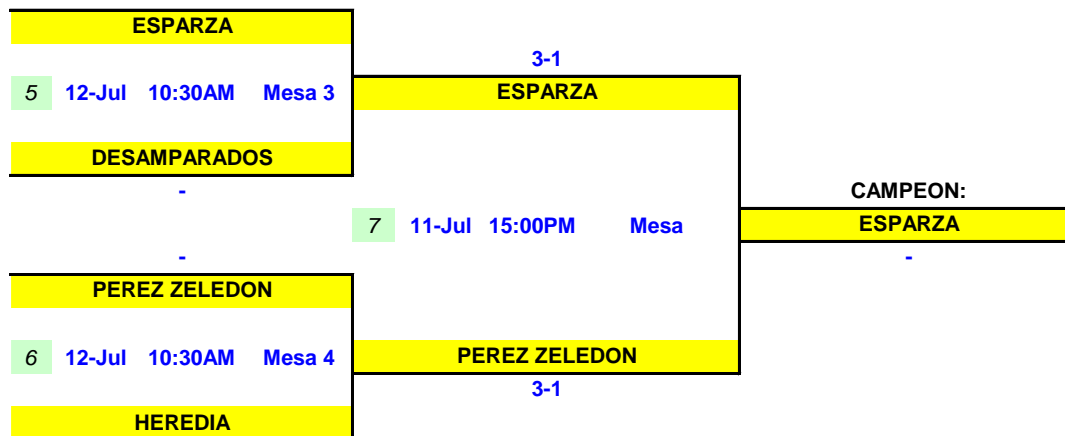 ESPARZA
3-1
5 12-Jul 10:30AM Mesa 3
ESPARZA
DESAMPARADOS
-
CAMPEON:
7 11-Jul 15:00PM Mesa
ESPARZA
-
-
PEREZ ZELEDON
6 12-Jul 10:30AM Mesa 4
PEREZ ZELEDON
3-1
HEREDIA